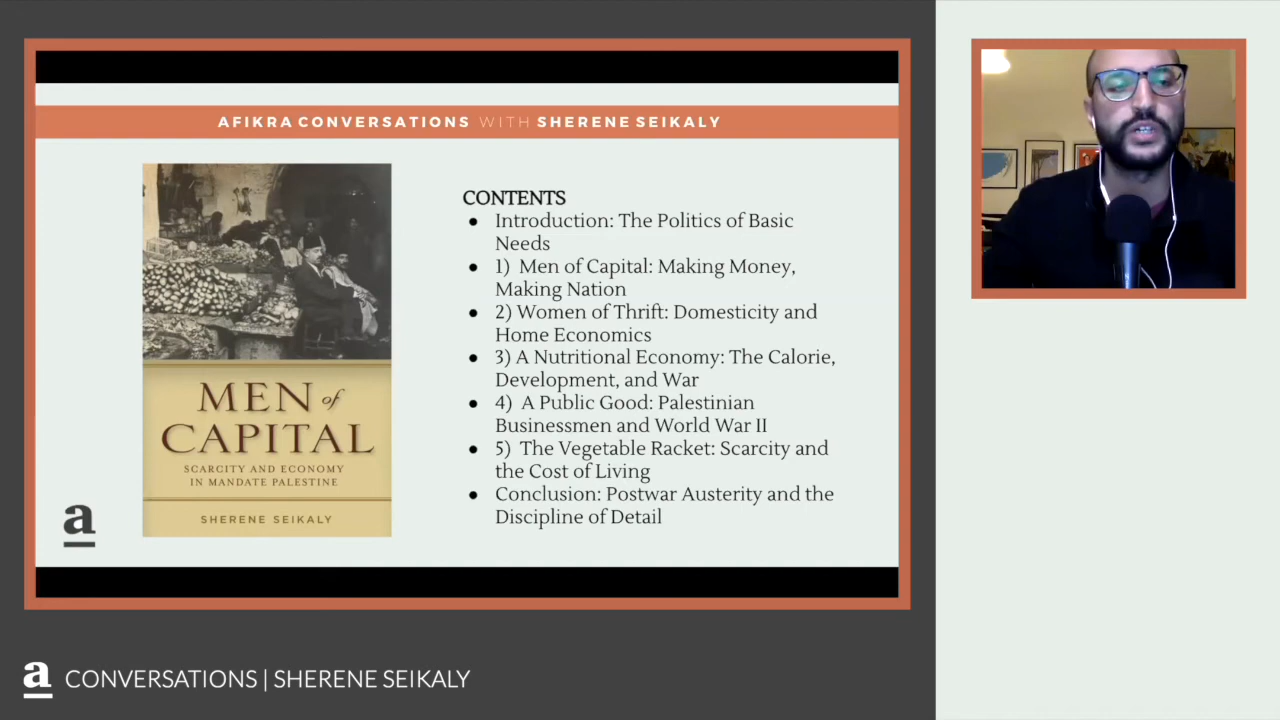 AFIKRA CONVERSATIONS WITH SHERENE SEIKALY
MEN of
CAPITAL
SCARCITY AND ECONOMY
IN MANDATE PALESTINE
SHERENE SEIKALY
a
CONTENTS
● Introduction: The Politics of Basic
Needs
● 1) Men of Capital: Making Money,
Making Nation
● 2) Women of Thrift: Domesticity and
Home Economics
● 3) A Nutritional Economy: The Calorie,
Development, and War
● 4) A Public Good: Palestinian
Businessmen and World War II
● 5) The Vegetable Racket: Scarcity and
the Cost of Living
● Conclusion: Postwar Austerity and the
Discipline of Detail
a CONVERSATIONS | SHERENE SEIKALY